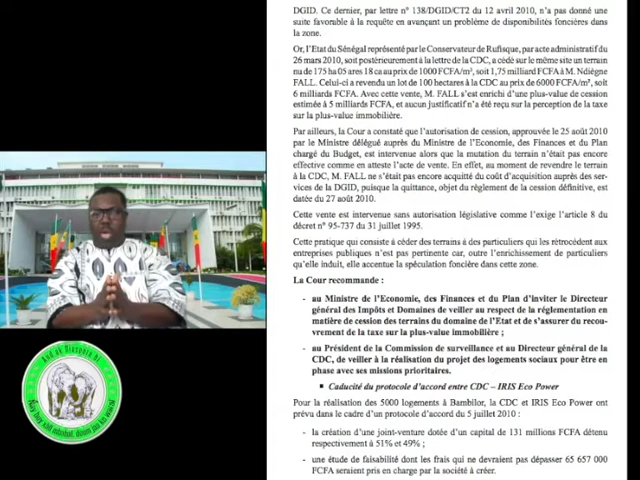 DGID. Ce dernier, par lettre n° 138/DGID/CT2 du 12 avril 2010, n'a pas donné une
suite favorable à la requête en avançant un problème de disponibilités foncières dans
la zone.
Or, l'Etat du Sénégal représenté par le Conservateur de Rufisque, par acte administratif du
26 mars 2010, soit postérieurement à la lettre de la CDC, a cédé sur le même site un terrain
nu de 175 ha 05 ares 18 ca au prix de 1000 FCFA/m², soit 1,75 milliard FCFA à M. Ndiègne
FALL. Celui-ci a revendu un lot de 100 hectares à la CDC au prix de 6000 FCFA/m², soit
6 milliards FCFA. Avec cette vente, M. FALL s'est enrichi d'une plus-value de cession
estimée à 5 milliards FCFA, et aucun justificatif n'a été reçu sur la perception de la taxe
sur la plus-value immobilière.
Par ailleurs, la Cour a constaté que l'autorisation de cession, approuvée le 25 août 2010
par le Ministre délégué auprès du Ministre de l'Economie, des Finances et du Plan
chargé du Budget, est intervenue alors que la mutation du terrain n'était pas encore
effective comme en atteste l'acte de vente. En effet, au moment de revendre le terrain
à la CDC, M. FALL ne s'était pas encore acquitté du coût d'acquisition auprès des ser-
vices de la DGID, puisque la quittance, objet du règlement de la cession définitive, est
datée du 27 août 2010.
Cette vente est intervenue sans autorisation législative comme l'exige l'article 8 du
décret n° 95-737 du 31 juillet 1995.
Cette pratique qui consiste à céder des terrains à des particuliers qui les rétrocèdent aux
entreprises publiques n'est pas pertinente car, outre l'enrichissement de particuliers
qu'elle induit, elle accentue la spéculation foncière dans cette zone.
La Cour recommande :
- au Ministre de l'Economie, des Finances et du Plan d'inviter le Directeur
général des Impôts et Domaines de veiller au respect de la réglementation en
matière de cession des terrains du domaine de l'Etat et de s'assurer du recou-
vrement de la taxe sur la plus-value immobilière ;
- au Président de la Commission de surveillance et au Directeur général de la
CDC, de veiller à la réalisation du projet des logements sociaux pour être en
phase avec ses missions prioritaires.
▪ Caducité du protocole d'accord entre CDC – IRIS Eco Power
Pour la réalisation des 5000 logements à Bambilor, la CDC et IRIS Eco Power ont
prévu dans le cadre d'un protocole d'accord du 5 juillet 2010 :
- la création d'une joint-venture dotée d'un capital de 131 millions FCFA détenu
respectivement à 51% et 49% ;
- une étude de faisabilité dont les frais qui ne devraient pas dépasser 65 657 000
FCFA seraient pris en charge par la société à créer.